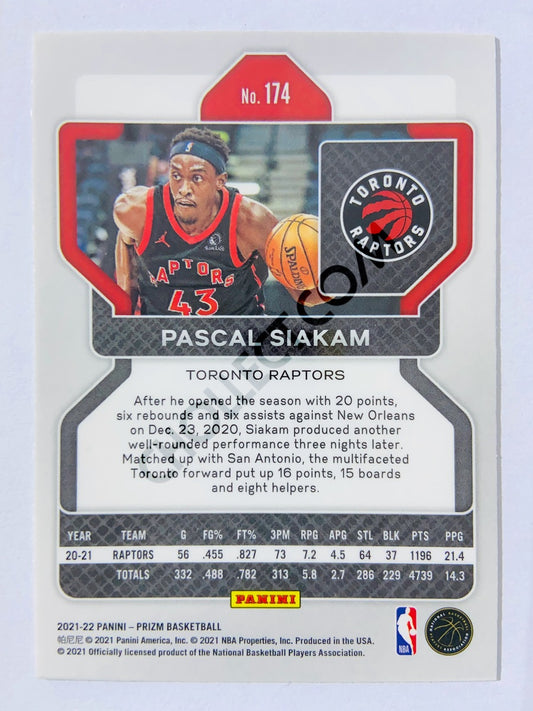 No. 174
TORONTO
RAPTORS
RAPTORS
43
SPALDING
PASCAL SIAKAM
TORONTO RAPTORS
After he opened the season with 20 points,
six rebounds and six assists against New Orleans
on Dec. 23, 2020, Siakam produced another
well-rounded performance three nights later.
Matched up with San Antonio, the multifaceted
Toronto forward put up 16 points, 15 boards
and eight helpers.
YEAR TEAM G FG% FT% 3PM RPG APG STL BLK PTS PPG
20-21 RAPTORS 56 .455 .827 73 7.2 4.5 64 37 1196 21.4
TOTALS 332 .488 .782 313 5.8 2.7 286 229 4739 14.3
PANINI
2021-22 PANINI – PRIZM BASKETBALL
帕尼尼 © 2021 Panini America, Inc. © 2021 NBA Properties, Inc. Produced in the USA.
© 2021 Officially licensed product of the National Basketball Players Association.
NBA